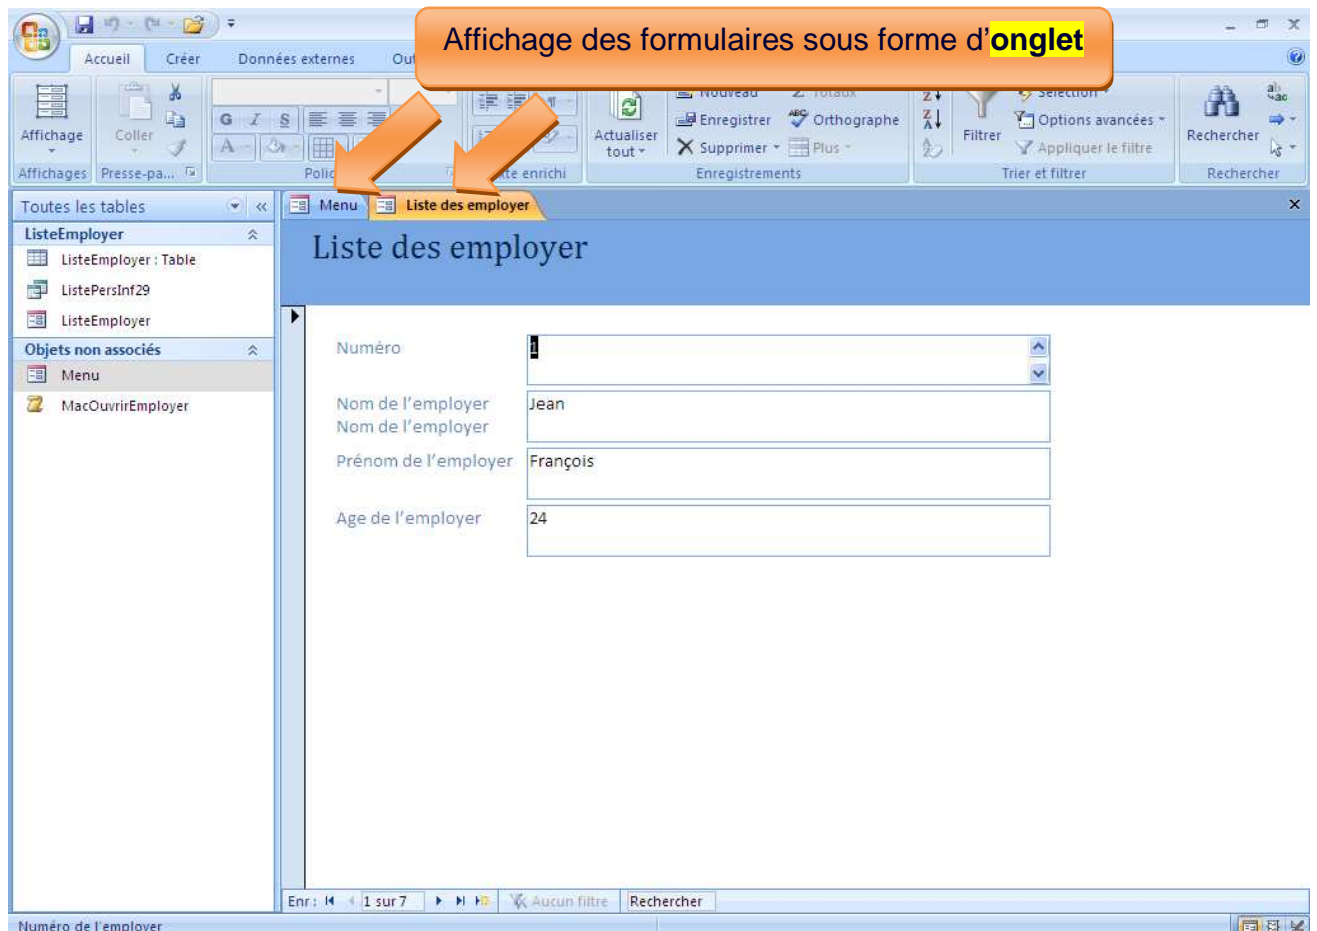 Affichage des formulaires sous forme d'onglet
Accueil Créer Données externes
Nouveau Totaux Sélection
Affichage Coller G I S A Actualiser tout Enregistrer Orthographe Supprimer Plus Filtrer Options avancées Appliquer le filtre Rechercher
Affichages Presse-pa... enrichi Enregistrements Trier et filtrer Rechercher
Toutes les tables Menu Liste des employer
ListeEmployer
Liste des employer
ListeEmployer : Table
ListePersInf29
ListeEmployer
Objets non associés
Menu
MacOuvrirEmployer
Numéro 1
Nom de l'employer Jean
Nom de l'employer
Prénom de l'employer François
Age de l'employer 24
Enr : 1 sur 7 Aucun filtre Rechercher
Numéro de l'employer